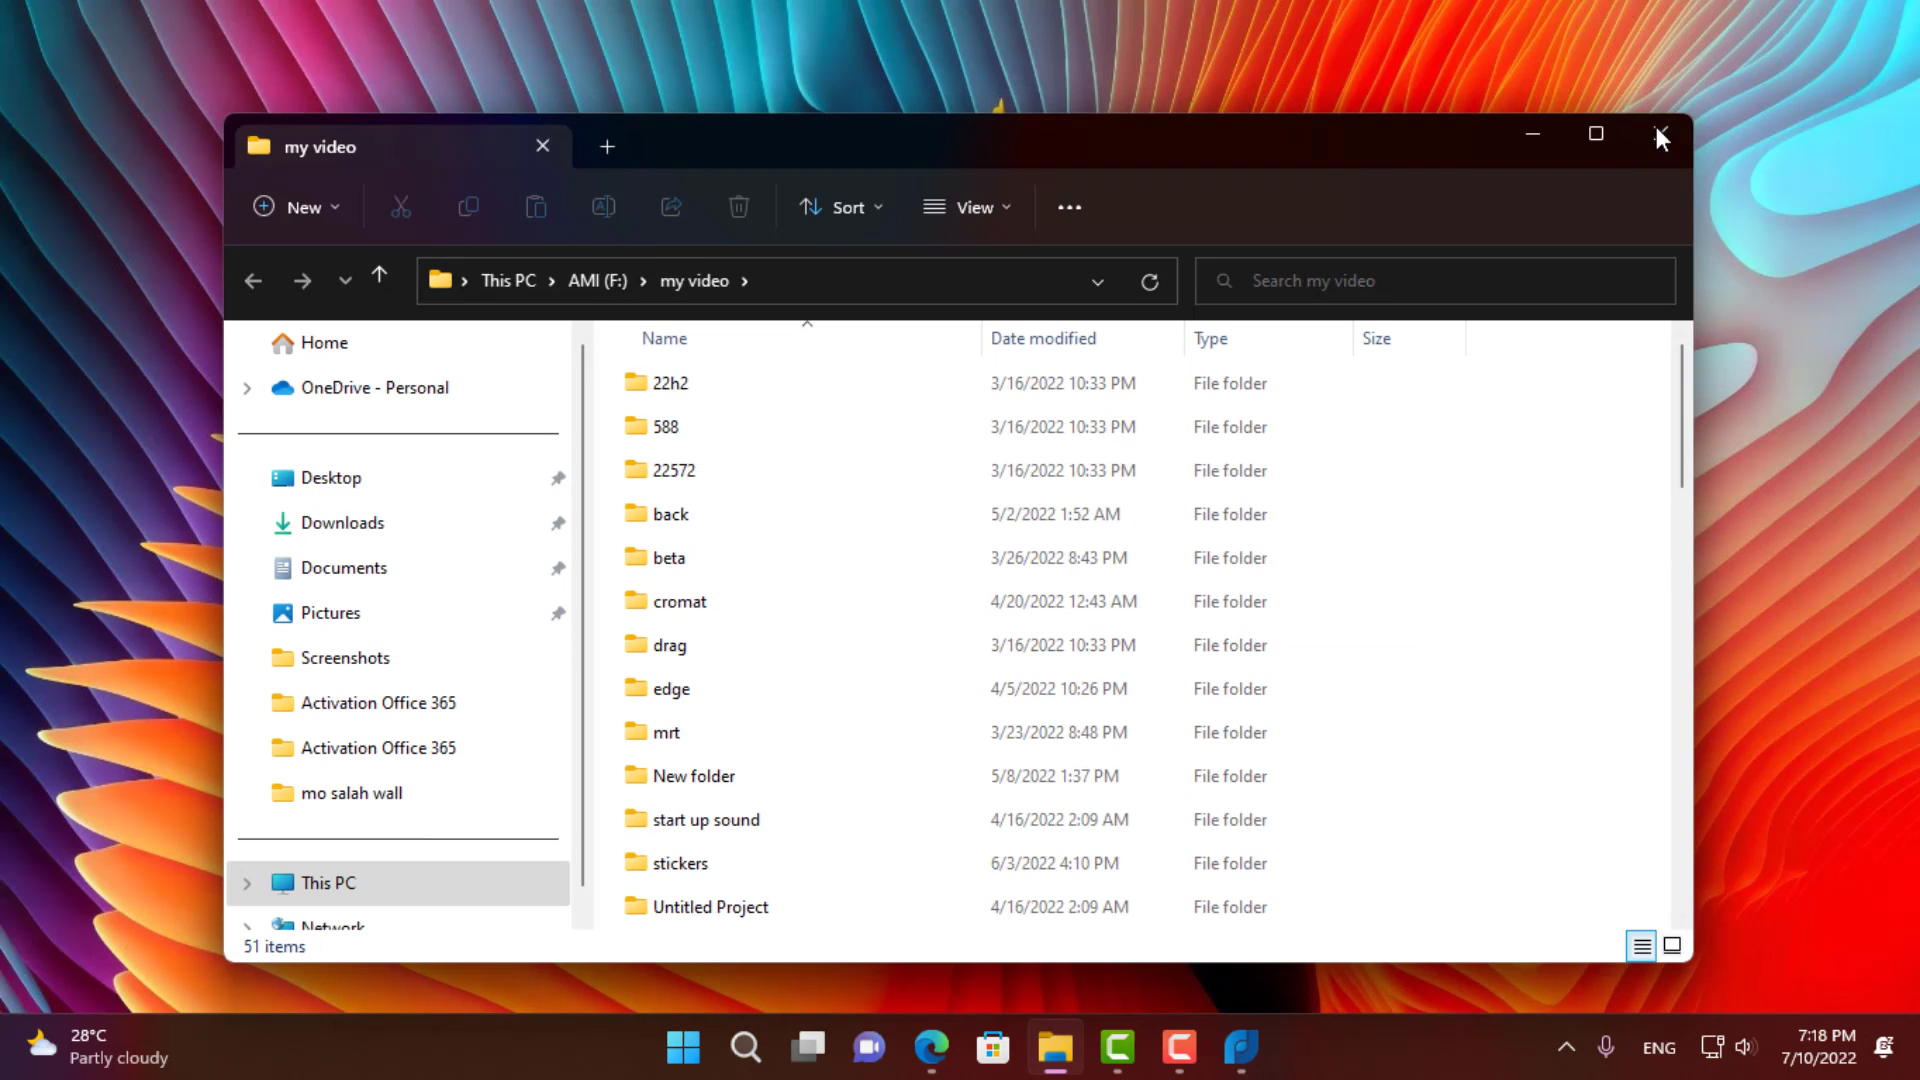 my video
New
Sort
View
This PC
AMI (F:)
my video
Search my video
Home
OneDrive - Personal
Desktop
Downloads
Documents
Pictures
Screenshots
Activation Office 365
Activation Office 365
mo salah wall
This PC
Network
Name Date modified Type Size
22h2 3/16/2022 10:33 PM File folder
588 3/16/2022 10:33 PM File folder
22572 3/16/2022 10:33 PM File folder
back 5/2/2022 1:52 AM File folder
beta 3/26/2022 8:43 PM File folder
cromat 4/20/2022 12:43 AM File folder
drag 3/16/2022 10:33 PM File folder
edge 4/5/2022 10:26 PM File folder
mrt 3/23/2022 8:48 PM File folder
New folder 5/8/2022 1:37 PM File folder
start up sound 4/16/2022 2:09 AM File folder
stickers 6/3/2022 4:10 PM File folder
Untitled Project 4/16/2022 2:09 AM File folder
51 items
28°C
Partly cloudy
ENG
7:18 PM
7/10/2022